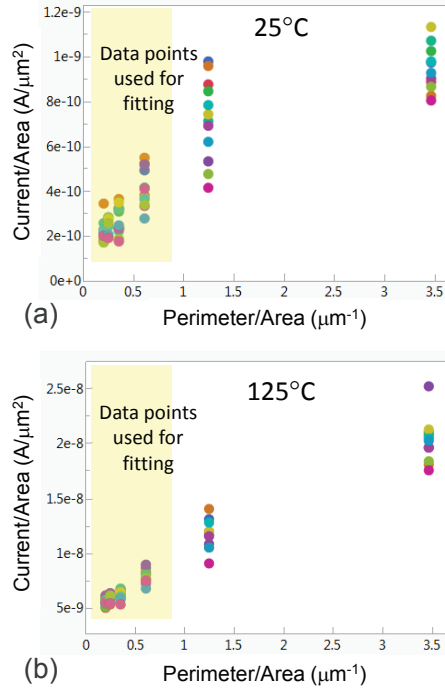 1.2e-9
25°C
1e-9
Data points
used for
fitting
8e-10
6e-10
4e-10
2e-10
0e+0
Current/Area (A/μm²)
0 0.5 1 1.5 2 2.5 3 3.5
(a)
Perimeter/Area (μm⁻¹)
125°C
2.5e-8
Data points
used for
fitting
2e-8
1.5e-8
1e-8
5e-9
Current/Area (A/μm²)
0 0.5 1 1.5 2 2.5 3 3.5
(b)
Perimeter/Area (μm⁻¹)